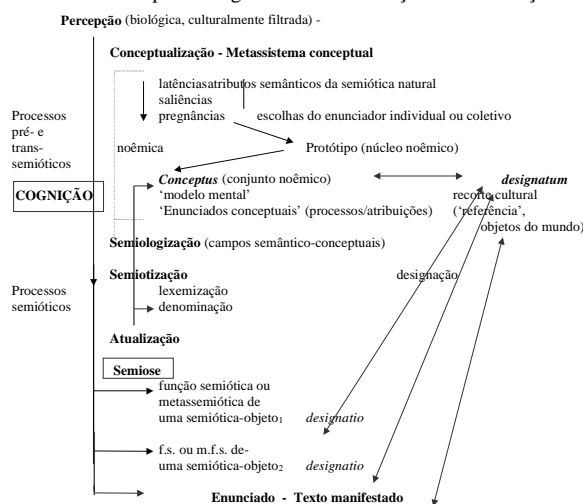 Percepção (biológica, culturalmente filtrada) -
Conceptualização - Metassistema conceptual
latências atributos semânticos da semiótica natural
saliências
pregnâncias escolhas do enunciador individual ou coletivo
Processos
pré- e
trans-
semióticos
noêmica Protótipo (núcleo noêmico)
COGNIÇÃO
Conceptus (conjunto noêmico) designatum
'modelo mental' recorte cultural
'Enunciados conceptuais' (processos/atribuições) ('referência',
objetos do mundo)
Semiologização (campos semântico-conceptuais)
Semiotização designação
Processos lexemização
semióticos denominação
Atualização
Semiose
função semiótica ou
metassemiótica de
uma semiótica-objeto₁ designatio
f.s. ou m.f.s. de-
uma semiótica-objeto₂ designatio
Enunciado - Texto manifestado